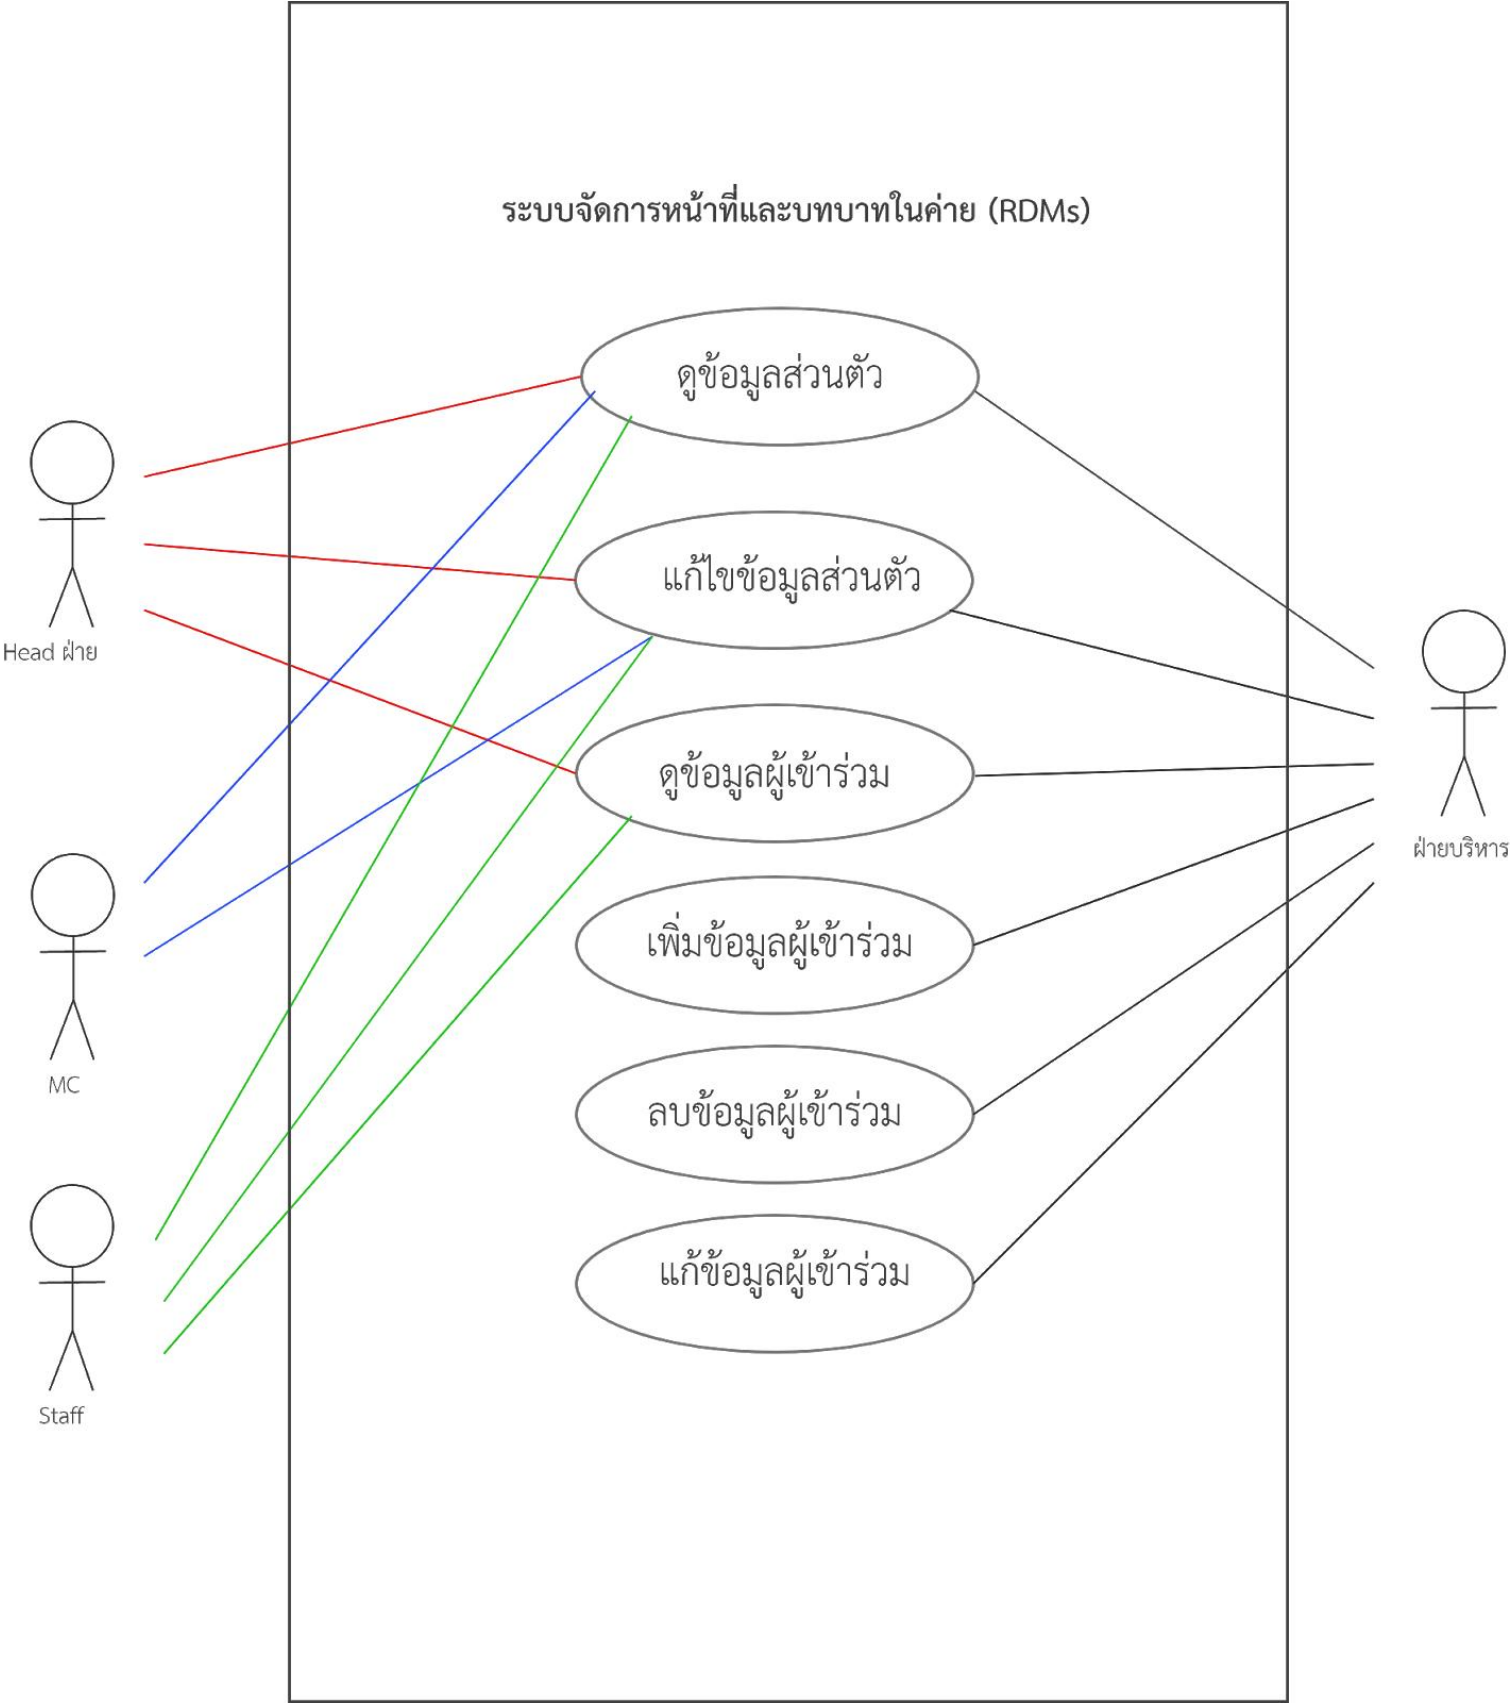 ระบบจัดการหน้าที่และบทบาทในค่าย (RDMs)
ดูข้อมูลส่วนตัว
แก้ไขข้อมูลส่วนตัว
ดูข้อมูลผู้เข้าร่วม
เพิ่มข้อมูลผู้เข้าร่วม
ลบข้อมูลผู้เข้าร่วม
แก้ข้อมูลผู้เข้าร่วม
Head ฝ่าย
MC
Staff
ฝ่ายบริหาร